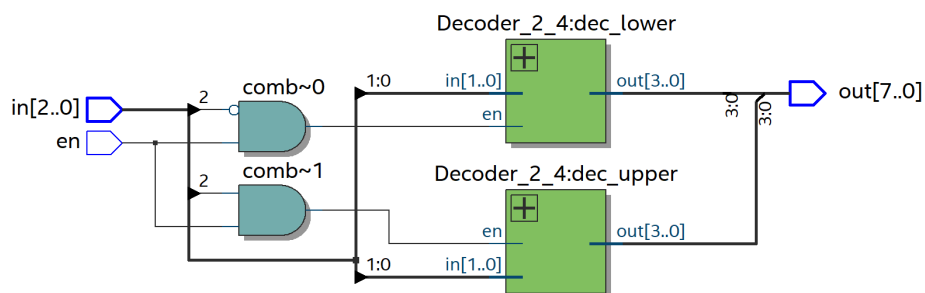 Decoder_2_4:dec_lower
in[2..0]
2
comb~0
1:0
in[1..0]
out[3..0]
en
3:0
3:0
out[7..0]
en
comb~1
2
Decoder_2_4:dec_upper
en
out[3..0]
1:0
in[1..0]